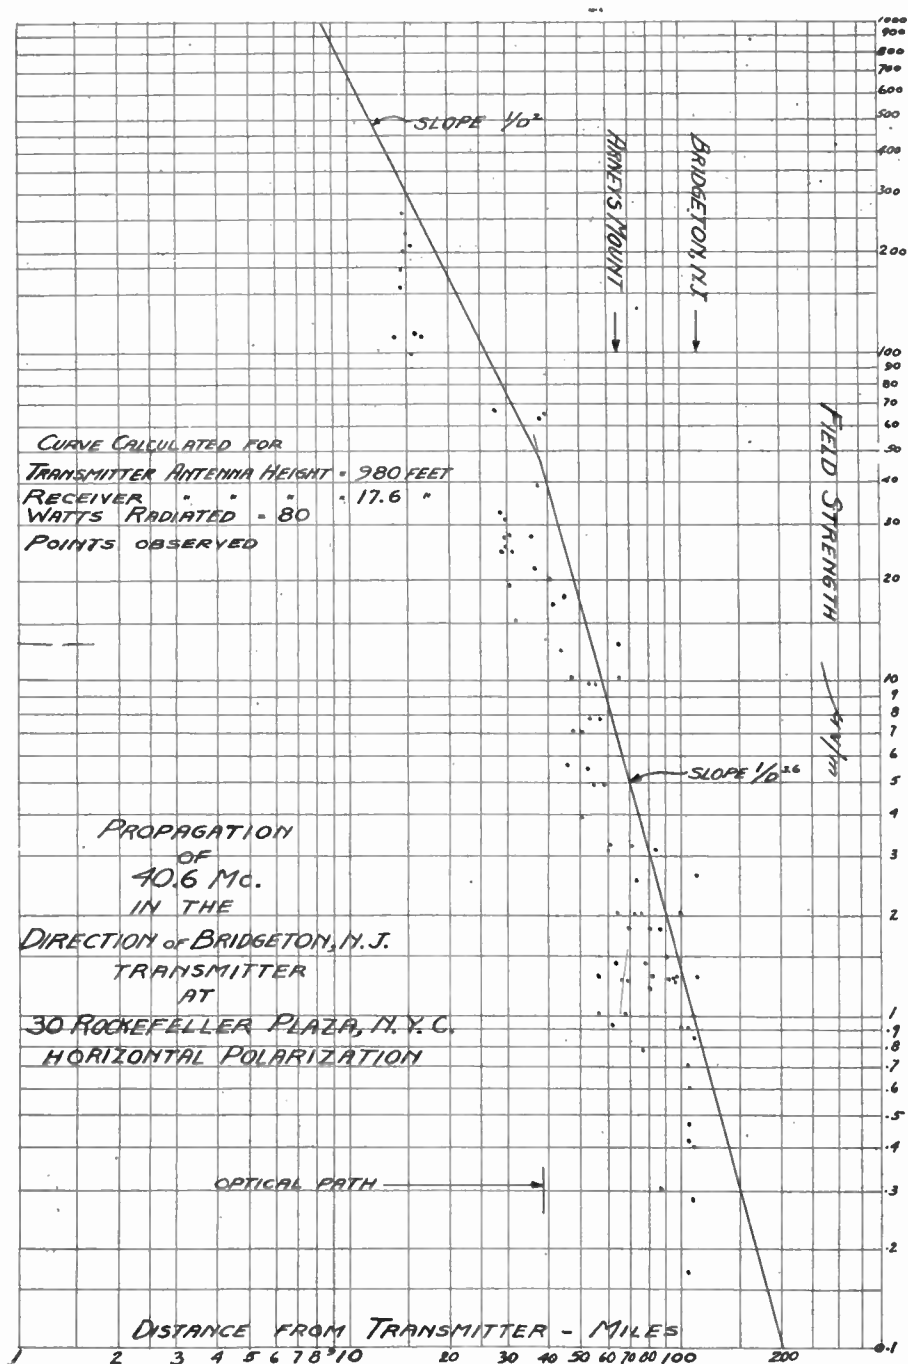 SLOPE 1/D²
ARNEYS MOUNT
BRIDGETON, N.J.
CURVE CALCULATED FOR
TRANSMITTER ANTENNA HEIGHT = 980 FEET
RECEIVER " " " = 17.6 "
WATTS RADIATED = 80
POINTS OBSERVED
FIELD STRENGTH μV/m
SLOPE 1/D³·⁶
PROPAGATION
OF
40.6 MC.
IN THE
DIRECTION OF BRIDGETON, N.J.
TRANSMITTER
AT
30 ROCKEFELLER PLAZA, N.Y.C.
HORIZONTAL POLARIZATION
OPTICAL PATH
DISTANCE FROM TRANSMITTER - MILES
1 2 3 4 5 6 7 8 9 10 20 30 40 50 60 70 80 100 200
1000
900
800
700
600
500
400
300
200
100
90
80
70
60
50
40
30
20
10
9
8
7
6
5
4
3
2
1
.9
.8
.7
.6
.5
.4
.3
.2
0.1